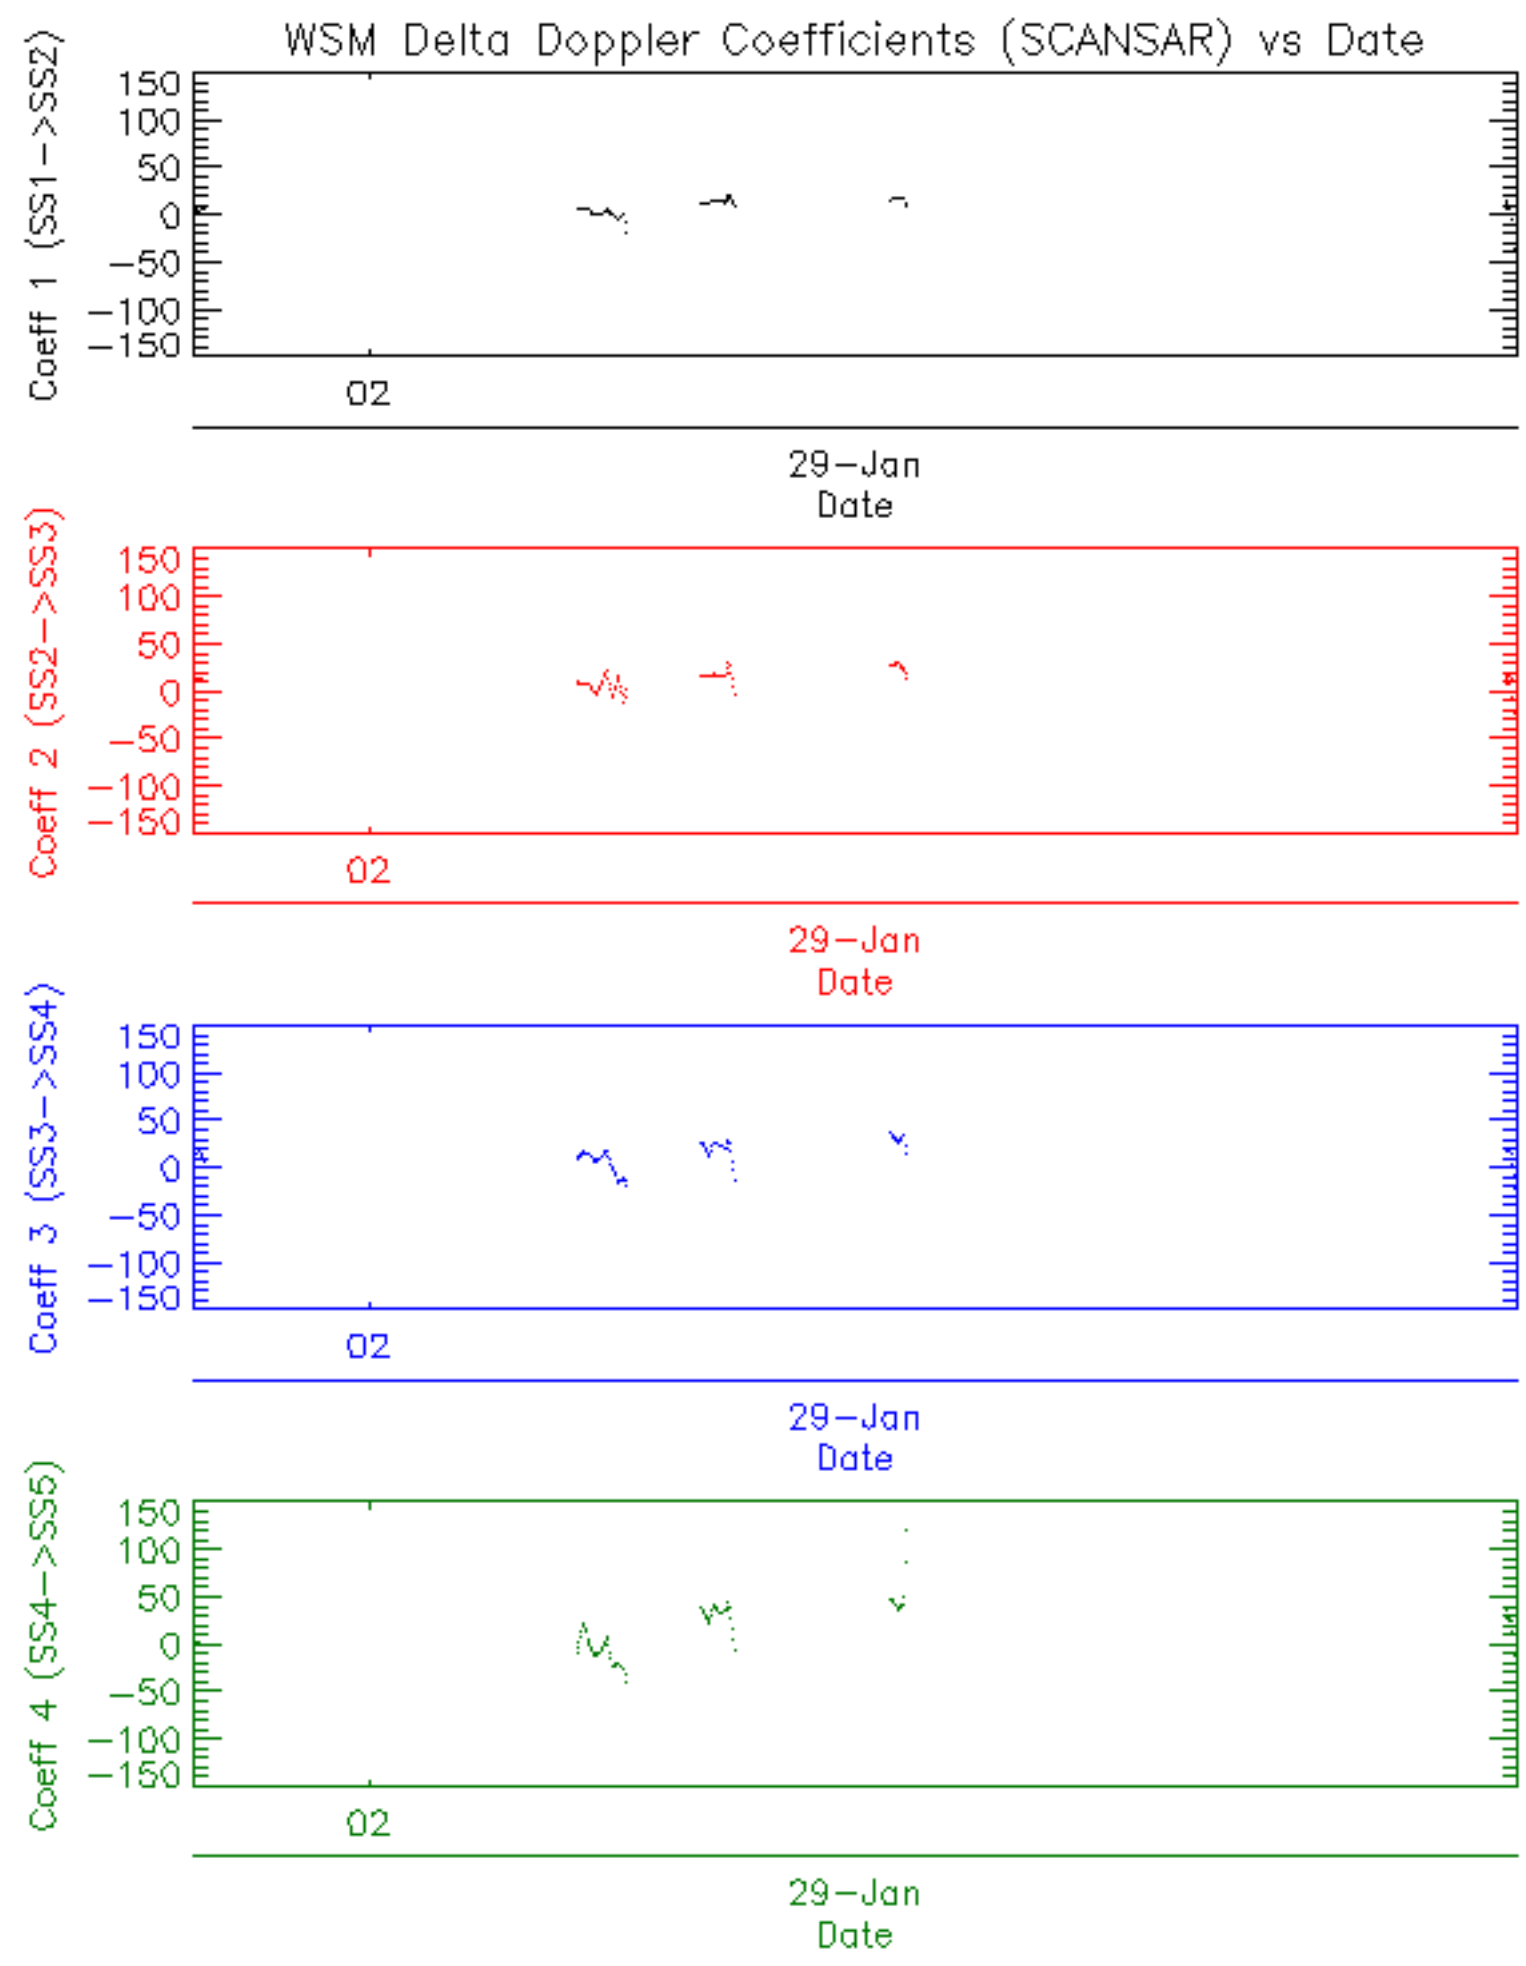 WSM Delta Doppler Coefficients (SCANSAR) vs Date
Coeff 1 (SS1->SS2)
150
100
50
0
-50
-100
-150
02
29-Jan
Date
Coeff 2 (SS2->SS3)
150
100
50
0
-50
-100
-150
02
29-Jan
Date
Coeff 3 (SS3->SS4)
150
100
50
0
-50
-100
-150
02
29-Jan
Date
Coeff 4 (SS4->SS5)
150
100
50
0
-50
-100
-150
02
29-Jan
Date